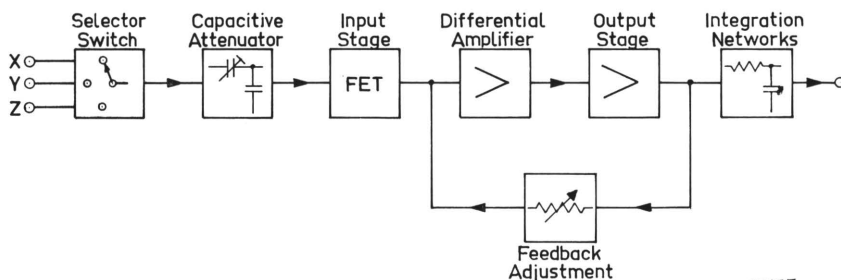 Selector
Switch
Capacitive
Attenuator
Input
Stage
Differential
Amplifier
Output
Stage
Integration
Networks
X
Y
Z
FET
Feedback
Adjustment